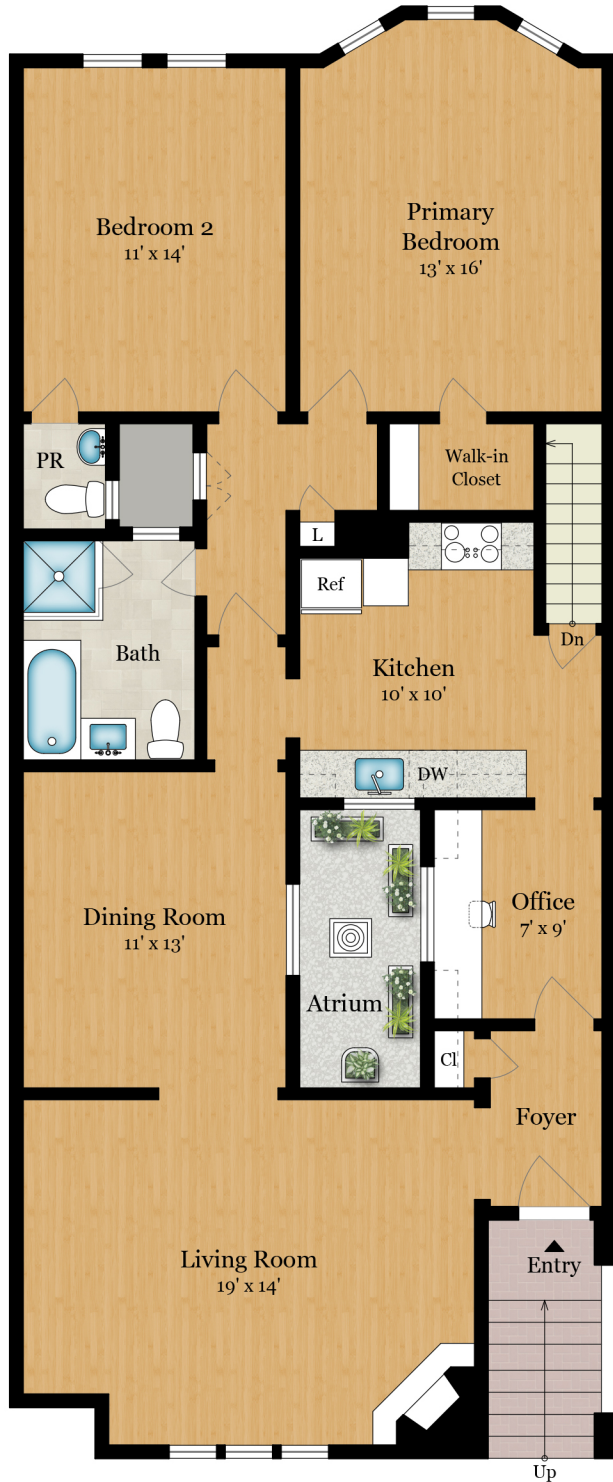 Bedroom 2
11' x 14'
Primary
Bedroom
13' x 16'
PR
Walk-in
Closet
L
Ref
Bath
Kitchen
10' x 10'
Dn
DW
Dining Room
11' x 13'
Office
7' x 9'
Atrium
Cl
Foyer
Living Room
19' x 14'
Entry
Up